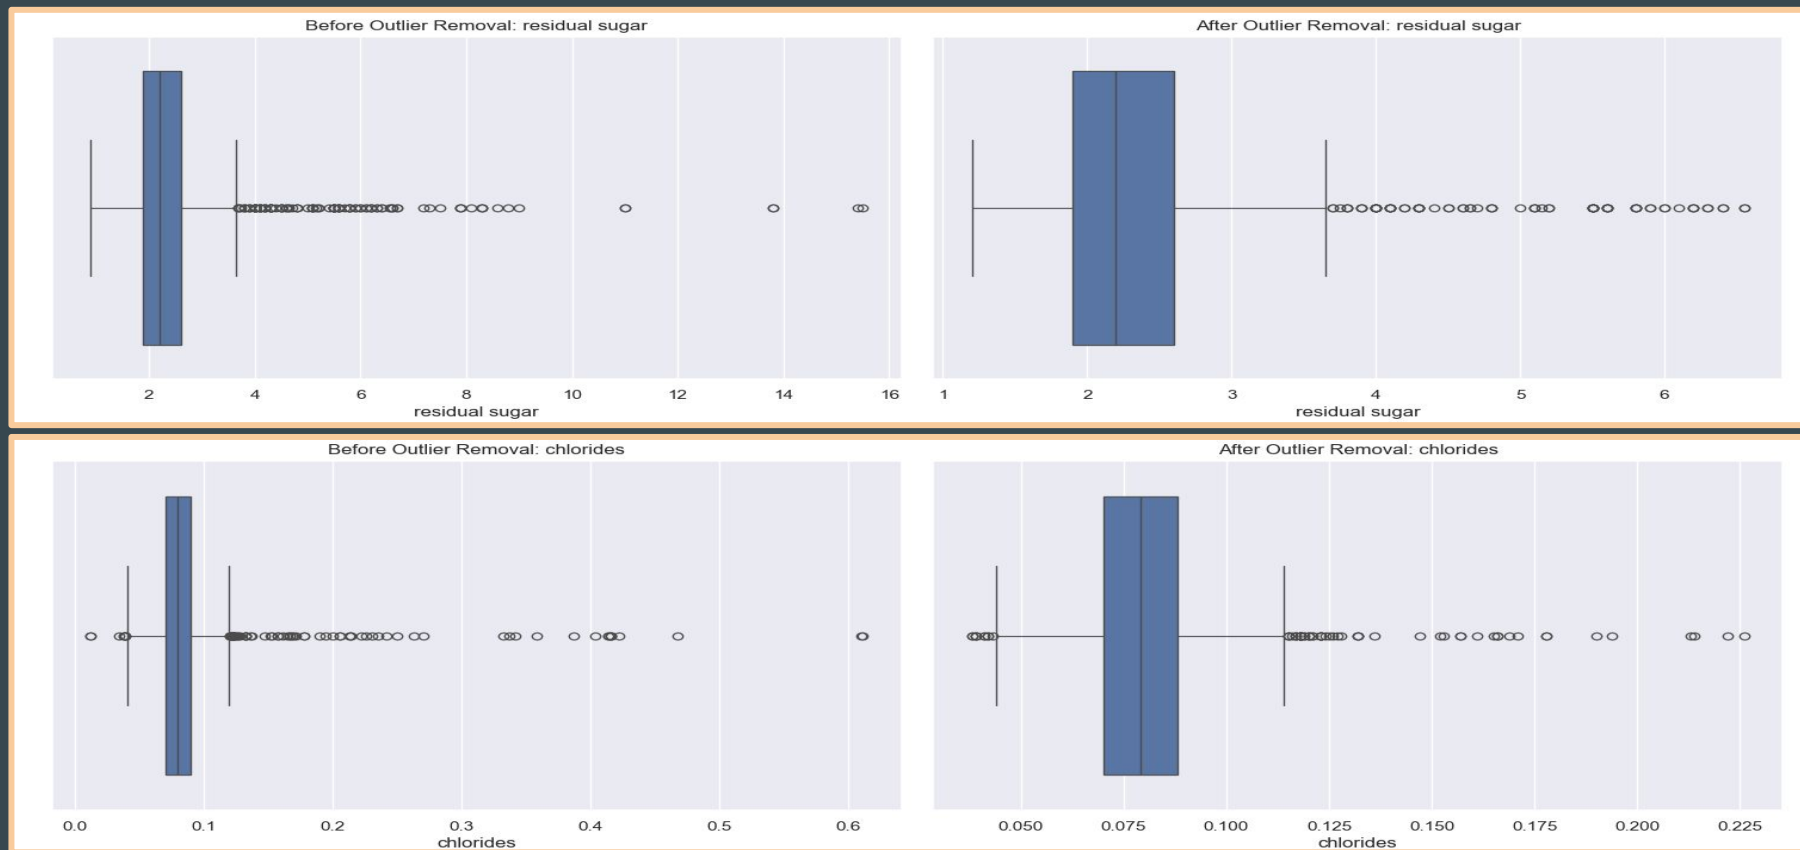 Before Outlier Removal: residual sugar
After Outlier Removal: residual sugar
2 4 6 8 10 12 14 16
residual sugar
1 2 3 4 5 6
residual sugar
Before Outlier Removal: chlorides
After Outlier Removal: chlorides
0.0 0.1 0.2 0.3 0.4 0.5 0.6
chlorides
0.050 0.075 0.100 0.125 0.150 0.175 0.200 0.225
chlorides